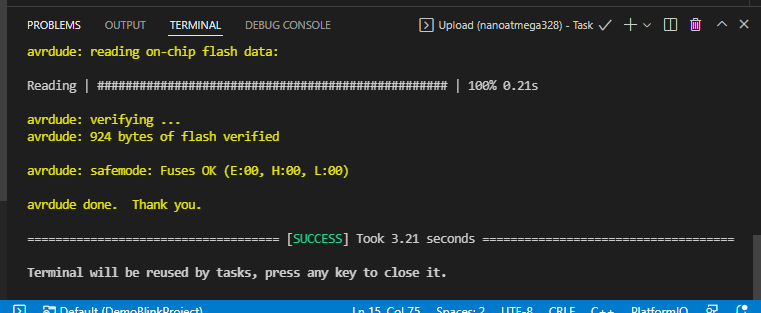 PROBLEMS OUTPUT TERMINAL DEBUG CONSOLE Upload (nanoatmega328) - Task
avrdude: reading on-chip flash data:
Reading | ################################################## | 100% 0.21s
avrdude: verifying ...
avrdude: 924 bytes of flash verified
avrdude: safemode: Fuses OK (E:00, H:00, L:00)
avrdude done.  Thank you.
==================================== [SUCCESS] Took 3.21 seconds ====================================
Terminal will be reused by tasks, press any key to close it.
Default (DemoBlinkProject) Ln 15, Col 75 Spaces: 2 UTF-8 CRLF C++ PlatformIO